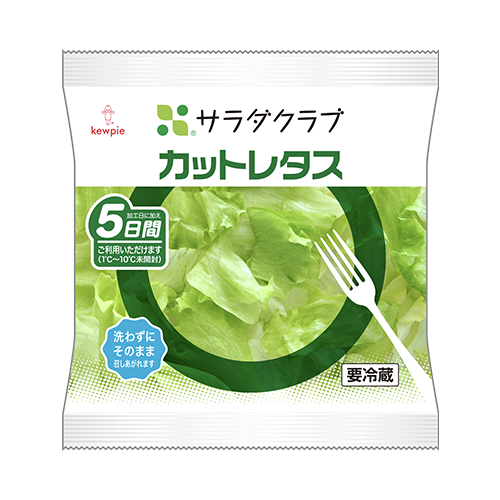 kewpie
サラダクラブ
®
カットレタス
加工日に加え
5日間
ご利用いただけます
(1℃〜10℃未開封)
洗わずに
そのまま
召しあがれます
要冷蔵